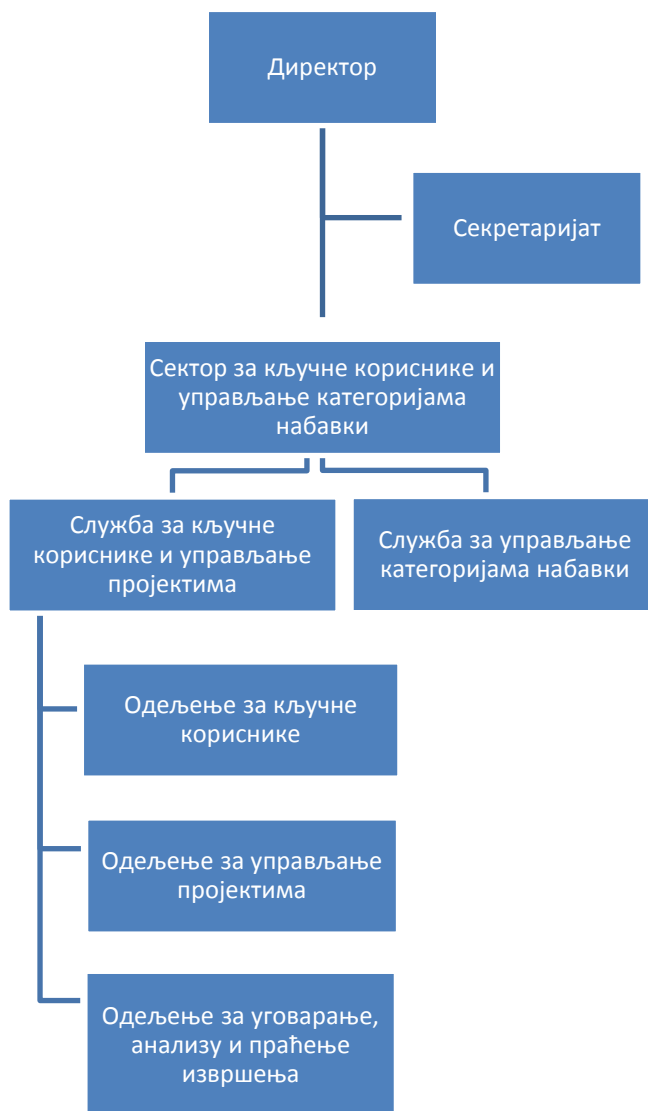 Директор
Секретаријат
Сектор за кључне кориснике и
управљање категоријама
набавки
Служба за кључне
кориснике и управљање
пројектима
Служба за управљање
категоријама набавки
Одељење за кључне
кориснике
Одељење за управљање
пројектима
Одељење за уговарање,
анализу и праћење
извршења